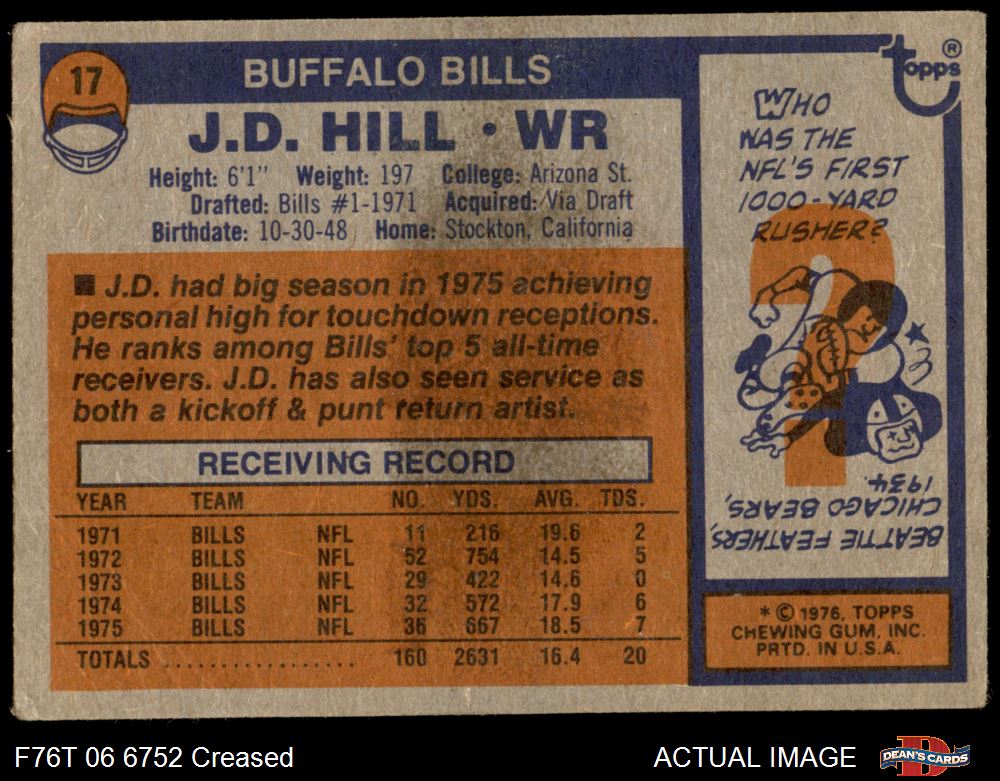 17
BUFFALO BILLS
J.D. HILL · WR
Height: 6'1" Weight: 197 College: Arizona St.
Drafted: Bills #1-1971 Acquired: Via Draft
Birthdate: 10-30-48 Home: Stockton, California
■ J.D. had big season in 1975 achieving
personal high for touchdown receptions.
He ranks among Bills' top 5 all-time
receivers. J.D. has also seen service as
both a kickoff & punt return artist.
RECEIVING RECORD
YEAR TEAM NO. YDS. AVG. TDS.
1971 BILLS NFL 11 216 19.6 2
1972 BILLS NFL 52 754 14.5 5
1973 BILLS NFL 29 422 14.6 0
1974 BILLS NFL 32 572 17.9 6
1975 BILLS NFL 36 667 18.5 7
TOTALS ................. 160 2631 16.4 20
topps ®
WHO
WAS THE
NFL'S FIRST
1000-YARD
RUSHER?
BEATTIE FEATHERS,
CHICAGO BEARS,
1934.
* © 1976, TOPPS
CHEWING GUM, INC.
PRTD. IN U.S.A.
F76T 06 6752 Creased
ACTUAL IMAGE
DEAN'S CARDS